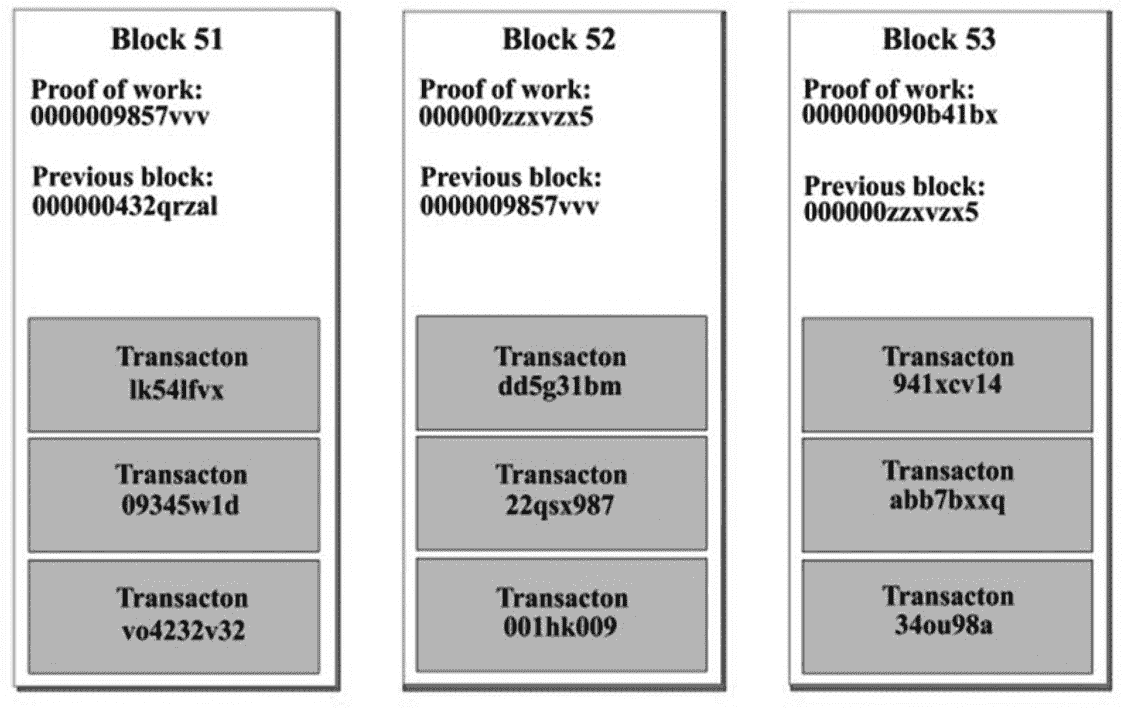 Block 51
Proof of work:
0000009857vvv
Previous block:
000000432qrzal
Transacton
lk54lfvx
Transacton
09345w1d
Transacton
vo4232v32
Block 52
Proof of work:
000000zzxvzx5
Previous block:
0000009857vvv
Transacton
dd5g31bm
Transacton
22qsx987
Transacton
001hk009
Block 53
Proof of work:
000000090b41bx
Previous block:
000000zzxvzx5
Transacton
941xcv14
Transacton
abb7bxxq
Transacton
34ou98a